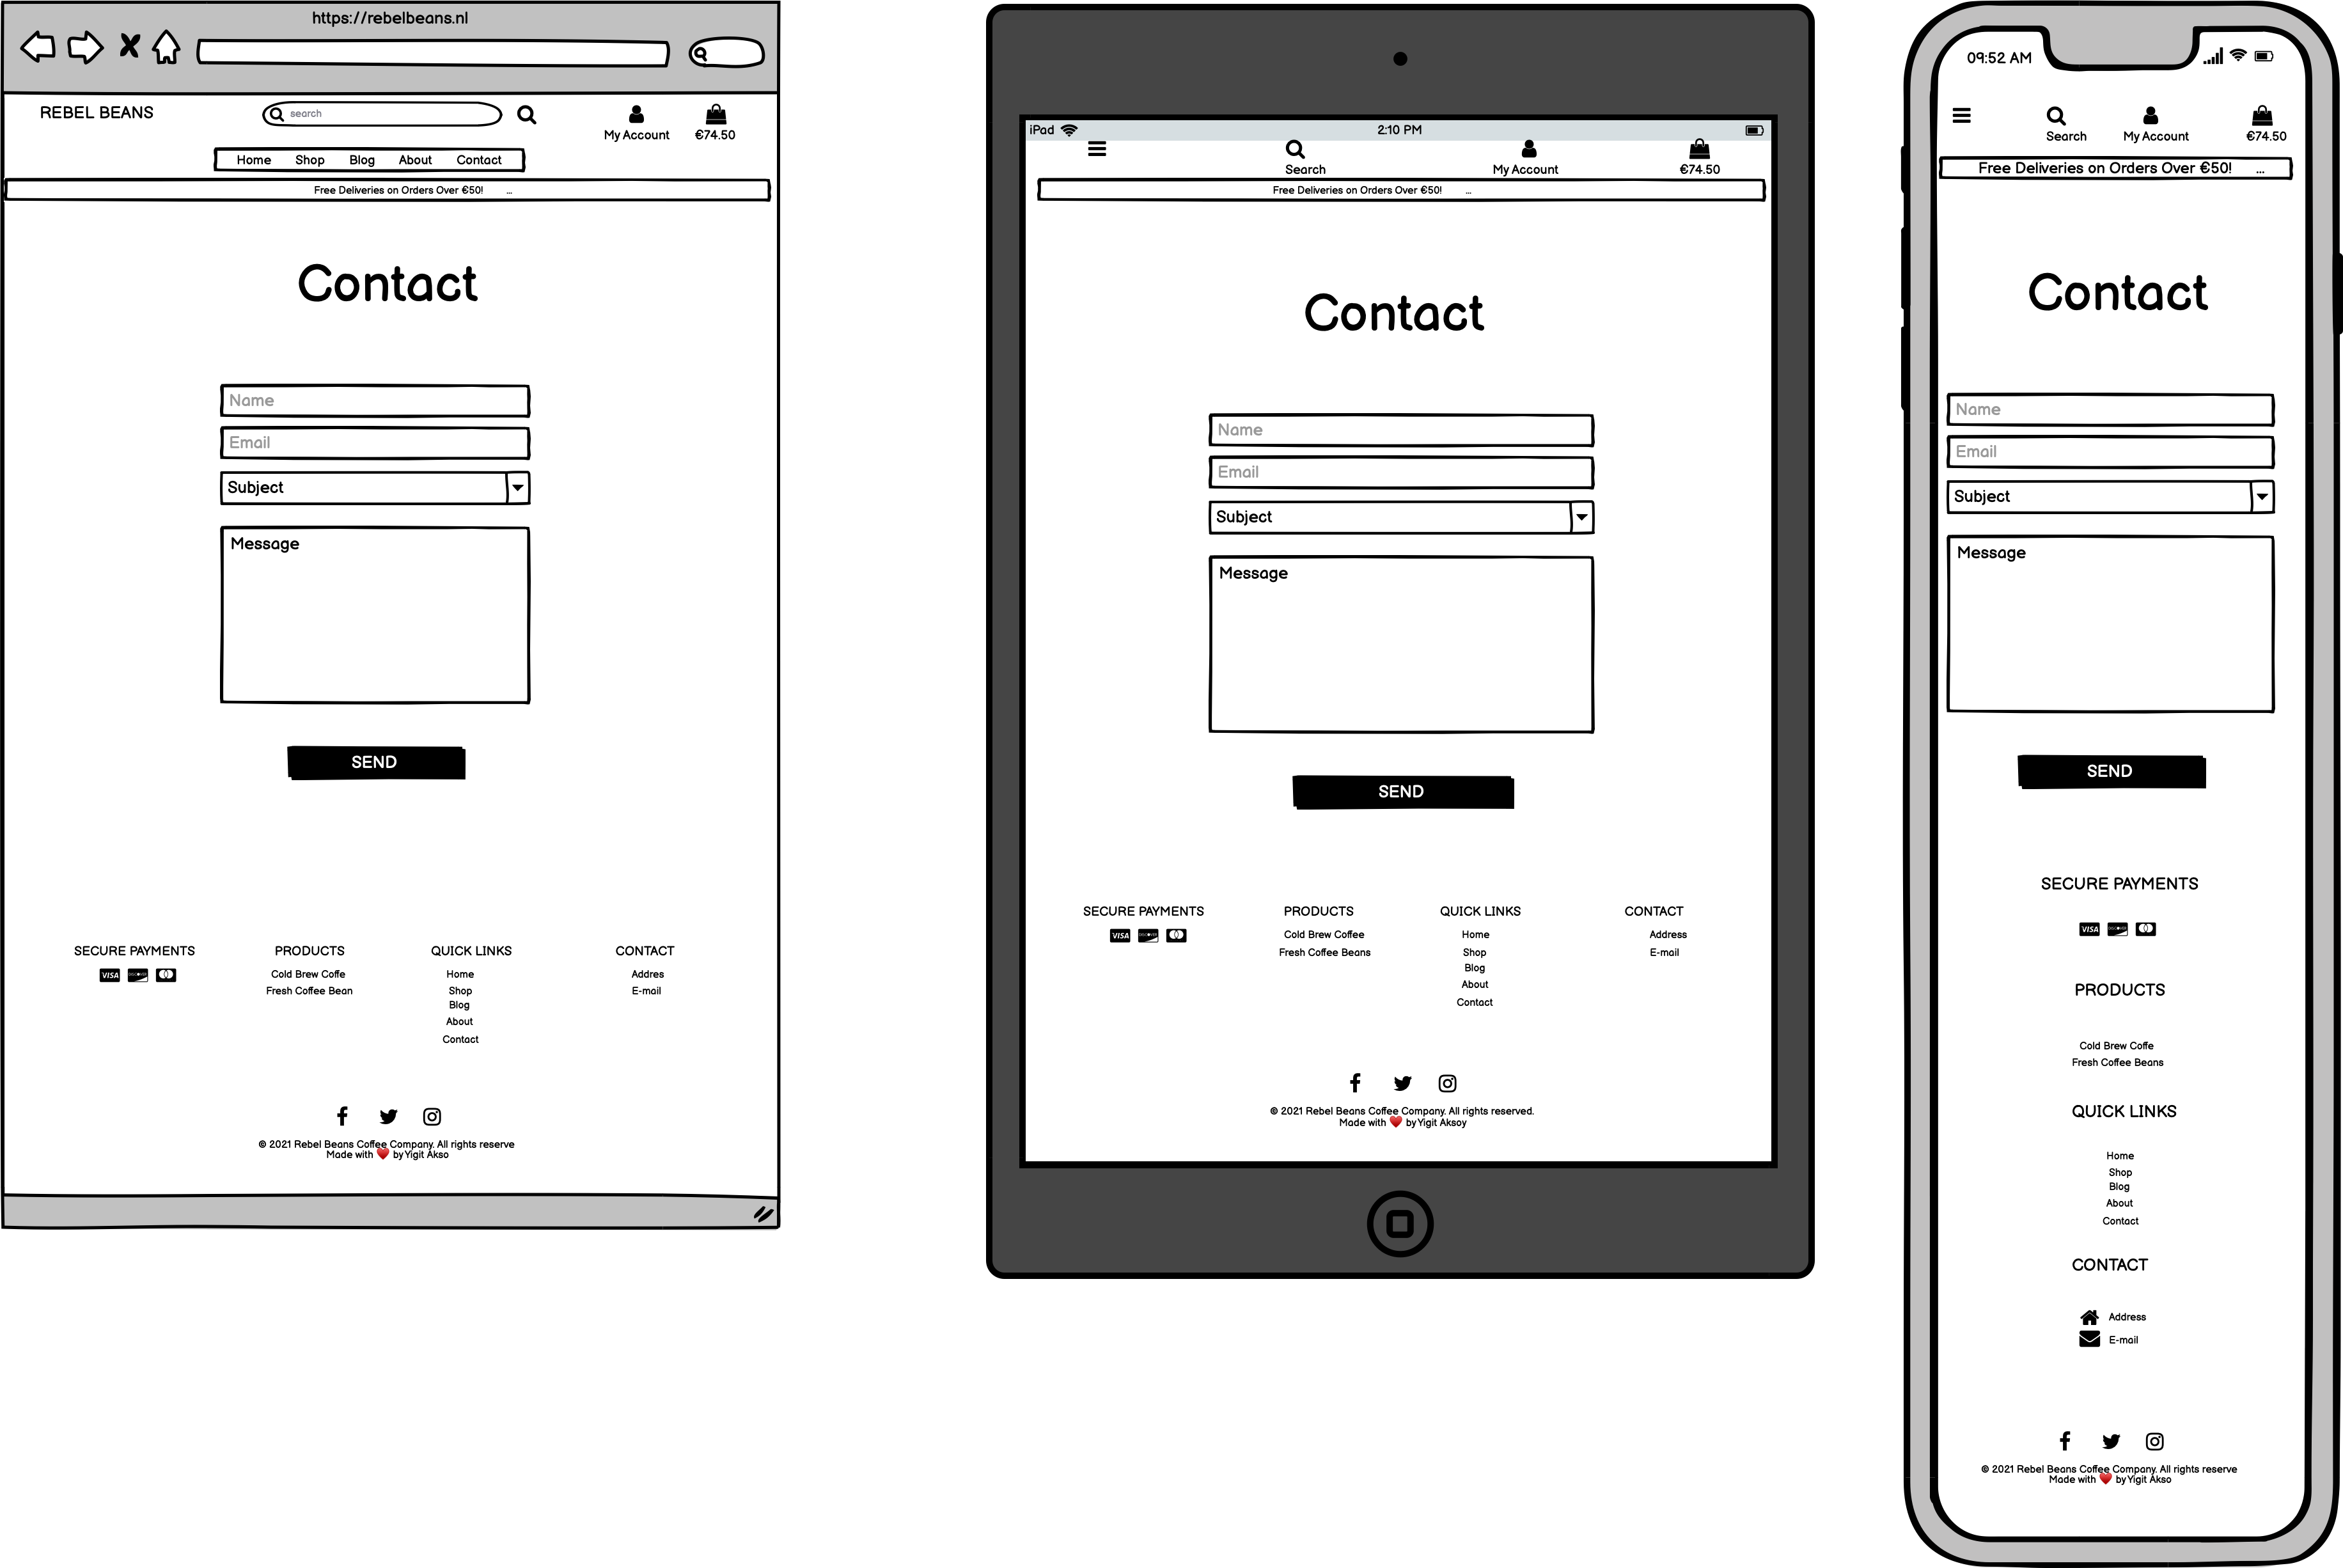 https://rebelbeans.nl
REBEL BEANS
search
My Account
€74.50
Home Shop Blog About Contact
Free Deliveries on Orders Over €50! ...
Contact
Name
Email
Subject
Message
SEND
SECURE PAYMENTS PRODUCTS QUICK LINKS CONTACT
VISA DISCOVER Cold Brew Coffe Home Addres
Fresh Coffee Bean Shop E-mail
Blog
About
Contact
© 2021 Rebel Beans Coffee Company. All rights reserve
Made with ❤️ by Yigit Akso
iPad 2:10 PM
Search My Account €74.50
Free Deliveries on Orders Over €50! ...
Contact
Name
Email
Subject
Message
SEND
SECURE PAYMENTS PRODUCTS QUICK LINKS CONTACT
VISA DISCOVER Cold Brew Coffee Home Address
Fresh Coffee Beans Shop E-mail
Blog
About
Contact
© 2021 Rebel Beans Coffee Company. All rights reserved.
Made with ❤️ by Yigit Aksoy
09:52 AM
Search My Account €74.50
Free Deliveries on Orders Over €50! ...
Contact
Name
Email
Subject
Message
SEND
SECURE PAYMENTS
VISA DISCOVER
PRODUCTS
Cold Brew Coffe
Fresh Coffee Beans
QUICK LINKS
Home
Shop
Blog
About
Contact
CONTACT
Address
E-mail
© 2021 Rebel Beans Coffee Company. All rights reserve
Made with ❤️ by Yigit Akso